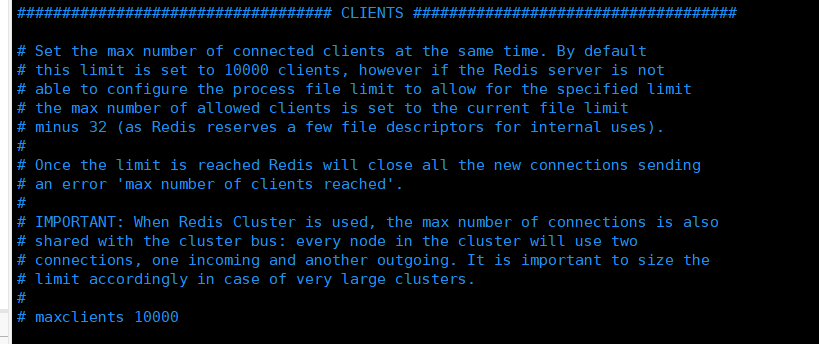 ################################### CLIENTS ####################################
# Set the max number of connected clients at the same time. By default
# this limit is set to 10000 clients, however if the Redis server is not
# able to configure the process file limit to allow for the specified limit
# the max number of allowed clients is set to the current file limit
# minus 32 (as Redis reserves a few file descriptors for internal uses).
#
# Once the limit is reached Redis will close all the new connections sending
# an error 'max number of clients reached'.
#
# IMPORTANT: When Redis Cluster is used, the max number of connections is also
# shared with the cluster bus: every node in the cluster will use two
# connections, one incoming and another outgoing. It is important to size the
# limit accordingly in case of very large clusters.
#
# maxclients 10000